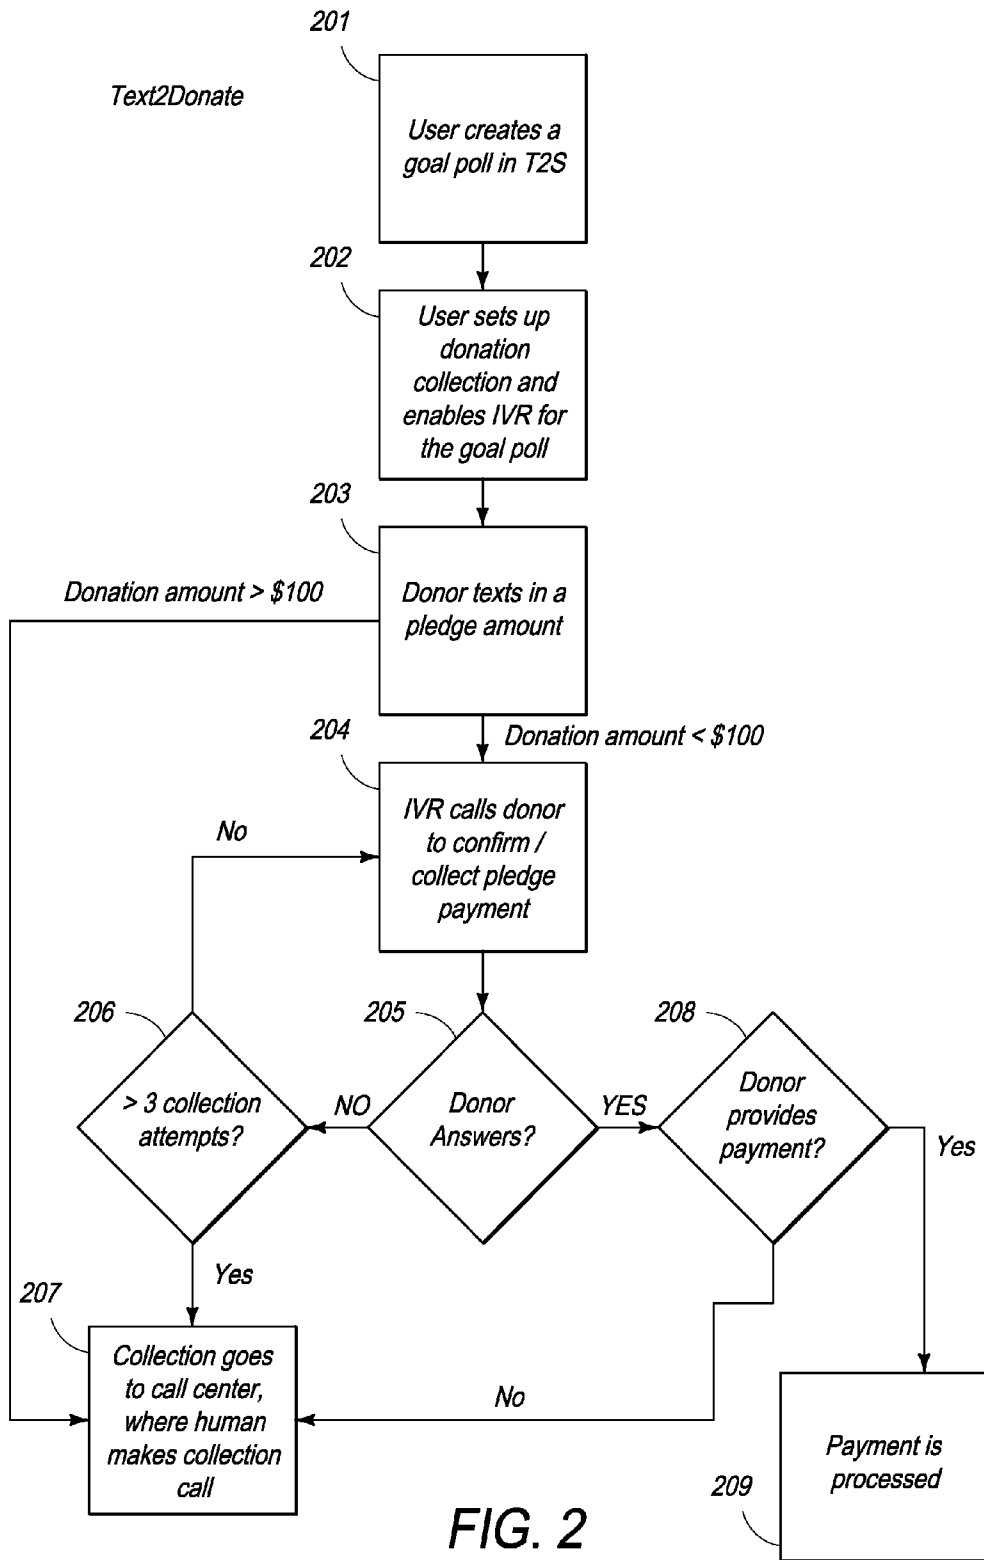 201
Text2Donate
User creates a
goal poll in T2S
202
User sets up
donation
collection and
enables IVR for
the goal poll
203
Donation amount > $100
Donor texts in a
pledge amount
204
Donation amount < $100
IVR calls donor
to confirm /
collect pledge
payment
No
206
205
208
> 3 collection
attempts?
NO
Donor
Answers?
YES
Donor
provides
payment?
Yes
Yes
207
Collection goes
to call center,
where human
makes collection
call
No
Payment is
processed
209
FIG. 2